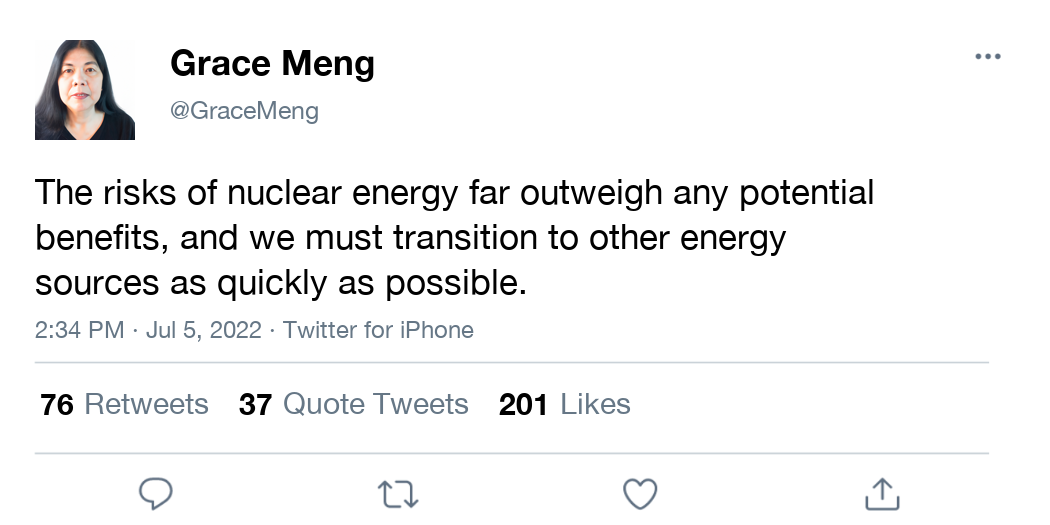 Grace Meng
@GraceMeng
The risks of nuclear energy far outweigh any potential
benefits, and we must transition to other energy
sources as quickly as possible.
2:34 PM · Jul 5, 2022 · Twitter for iPhone
76 Retweets 37 Quote Tweets 201 Likes